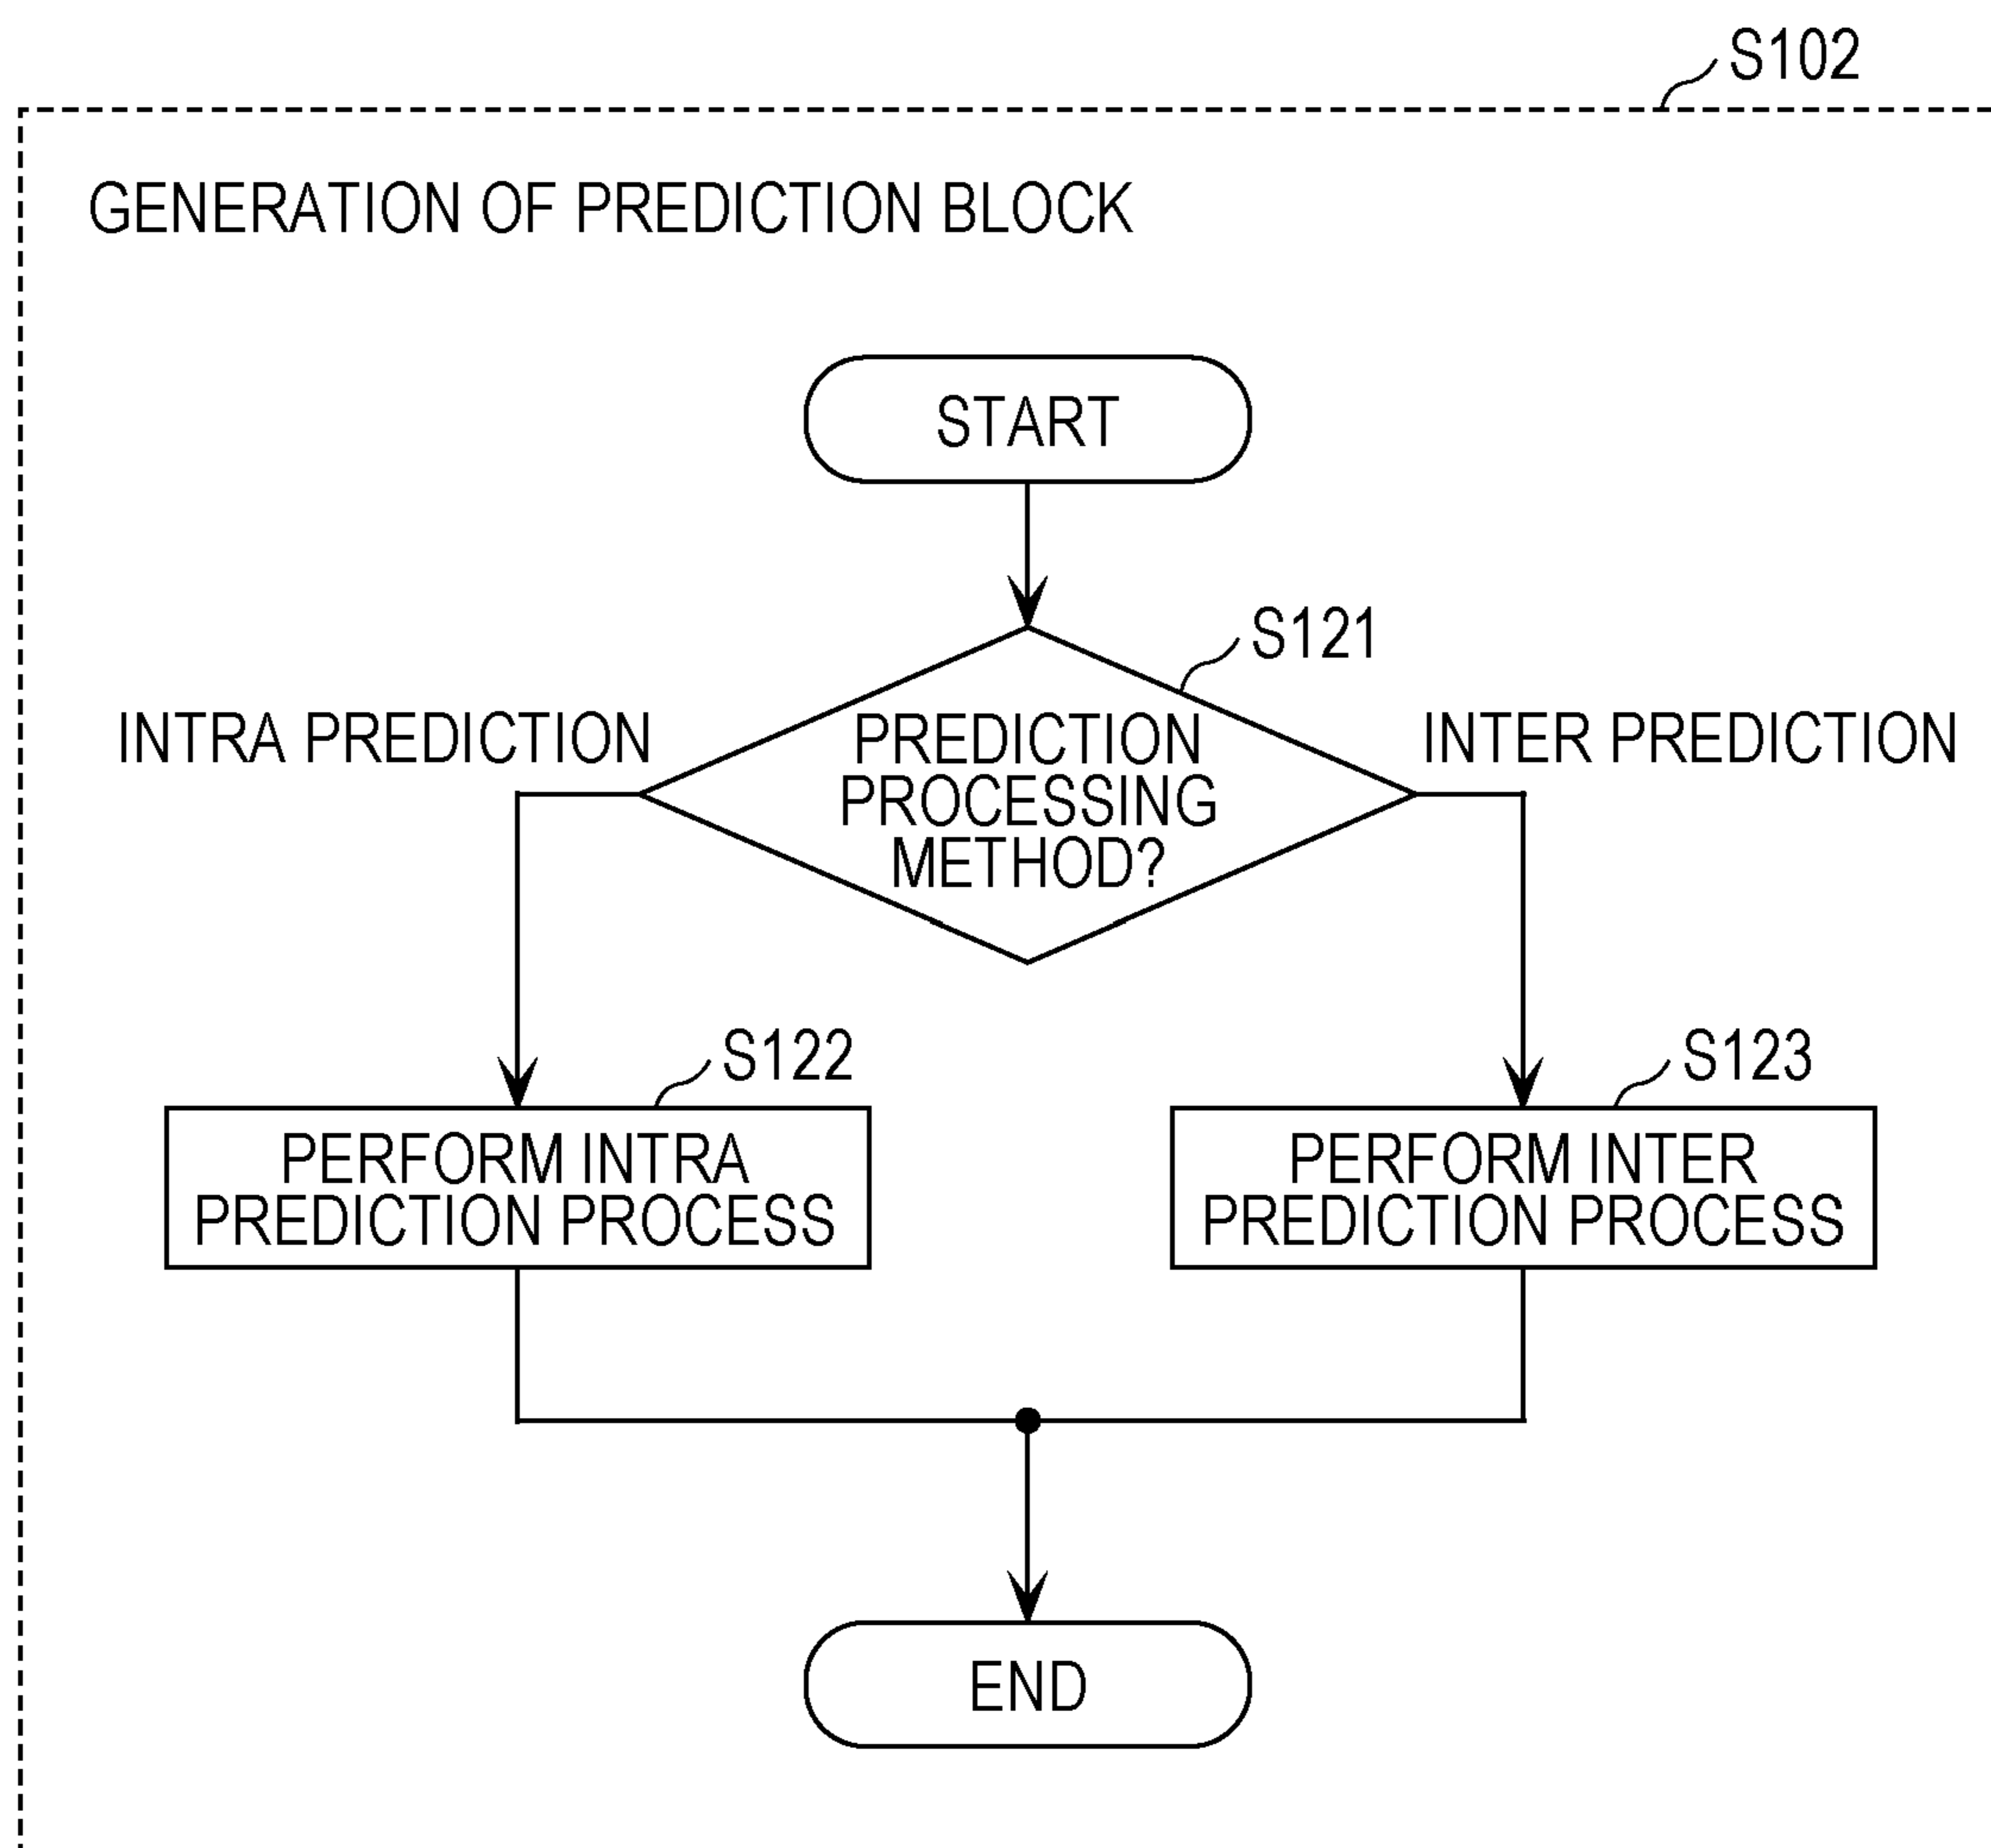 S102
GENERATION OF PREDICTION BLOCK
START
S121
INTRA PREDICTION
PREDICTION
PROCESSING
METHOD?
INTER PREDICTION
S122
PERFORM INTRA
PREDICTION PROCESS
S123
PERFORM INTER
PREDICTION PROCESS
END